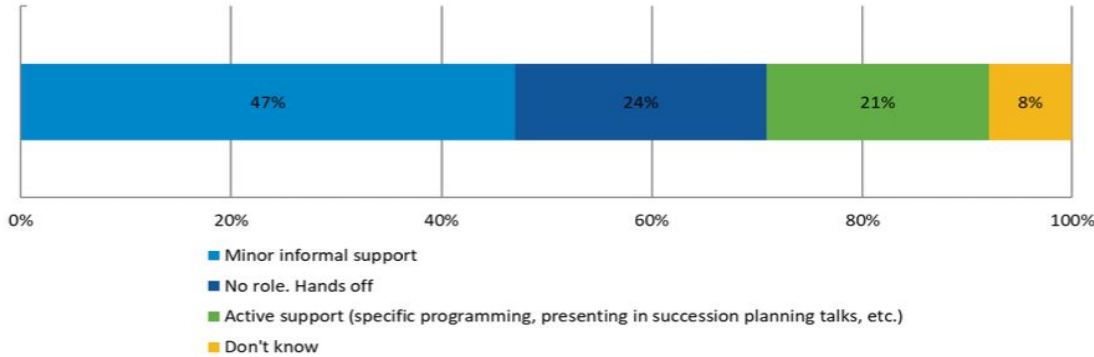 47% 24% 21% 8%
0% 20% 40% 60% 80% 100%
Minor informal support
No role. Hands off
Active support (specific programming, presenting in succession planning talks, etc.)
Don't know